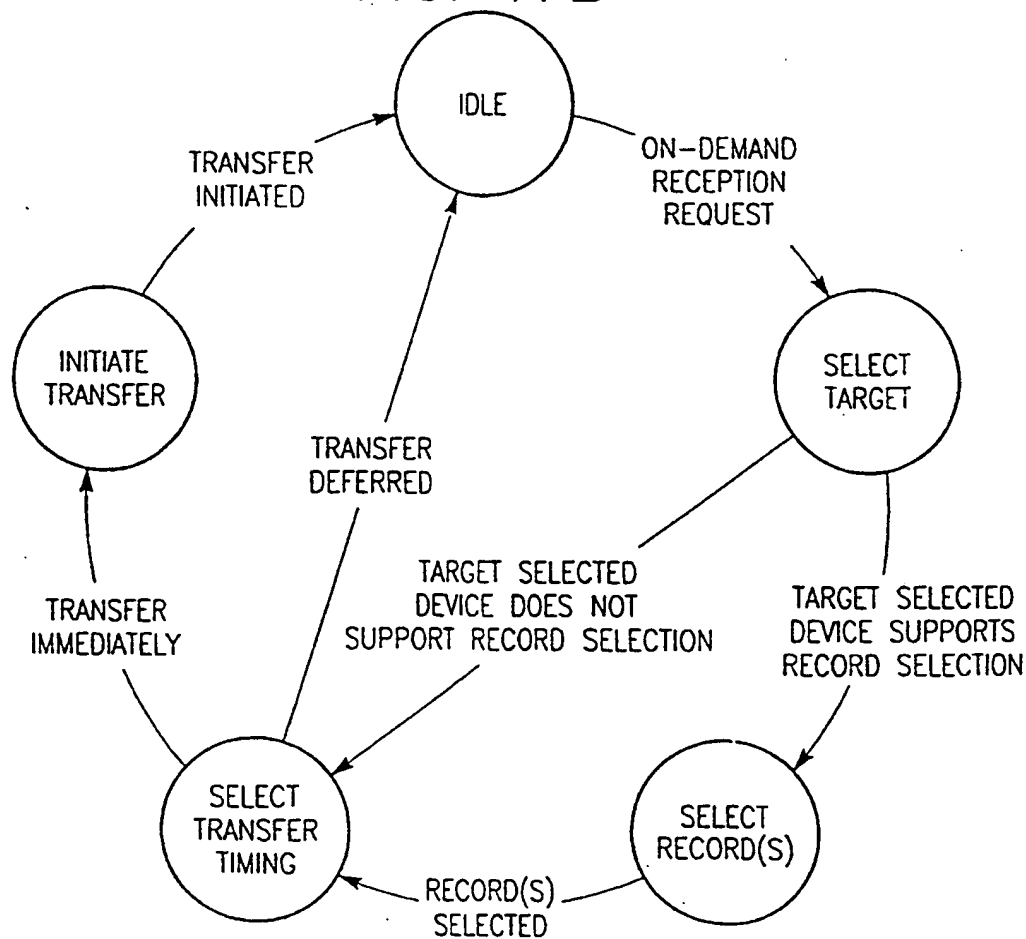 IDLE
ON-DEMAND
RECEPTION
REQUEST
TRANSFER
INITIATED
INITIATE
TRANSFER
SELECT
TARGET
TRANSFER
DEFERRED
TARGET SELECTED
DEVICE DOES NOT
SUPPORT RECORD SELECTION
TARGET SELECTED
DEVICE SUPPORTS
RECORD SELECTION
TRANSFER
IMMEDIATELY
SELECT
TRANSFER
TIMING
SELECT
RECORD(S)
RECORD(S)
SELECTED